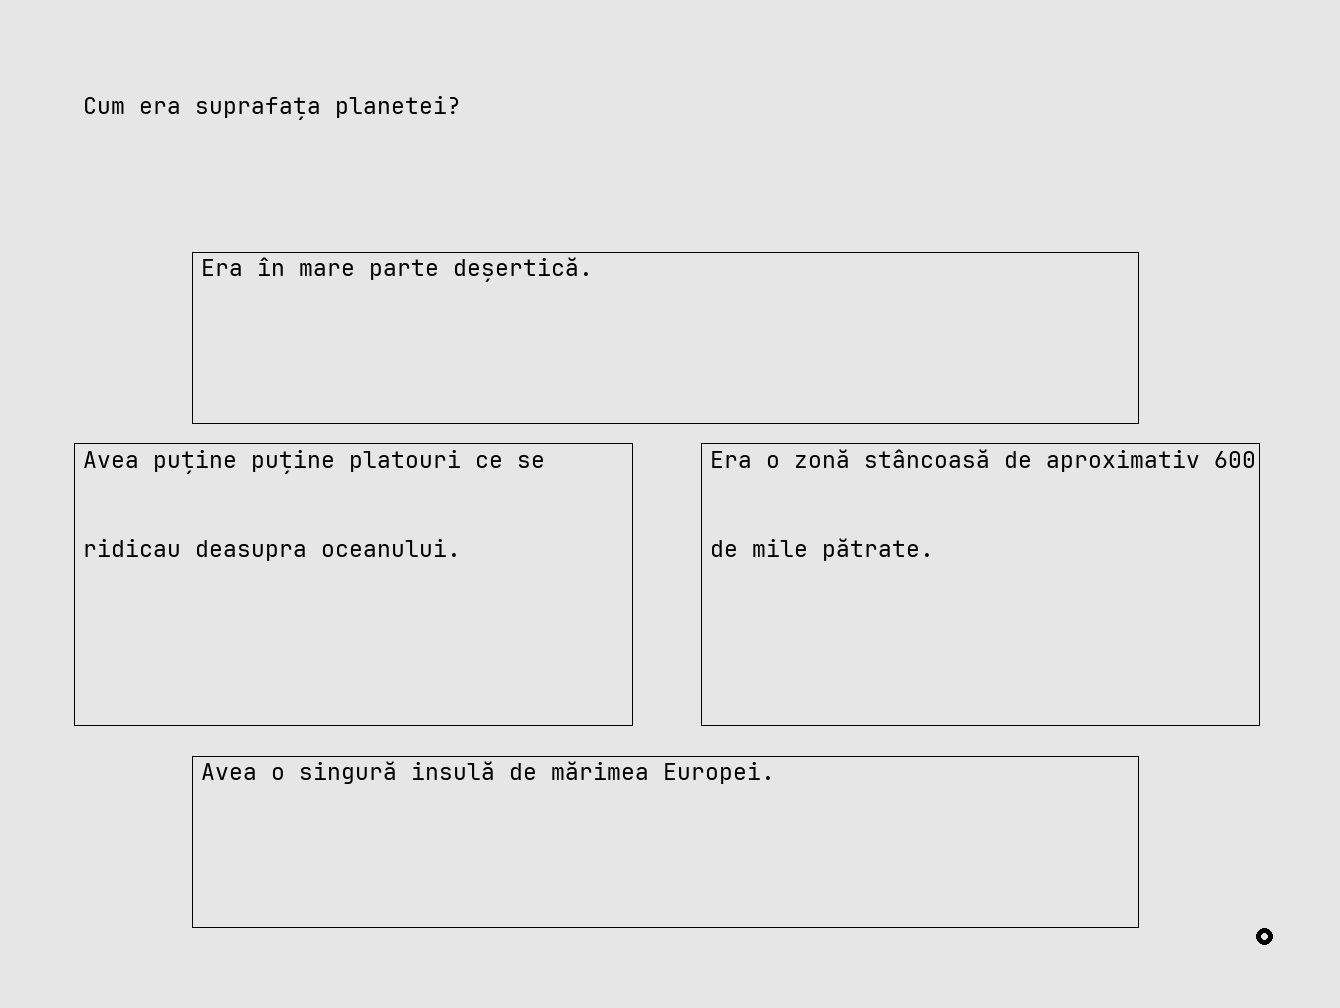 Cum era suprafața planetei?
Era în mare parte deșertică.
Avea puține puține platouri ce se
ridicau deasupra oceanului.
Era o zonă stâncoasă de aproximativ 600
de mile pătrate.
Avea o singură insulă de mărimea Europei.